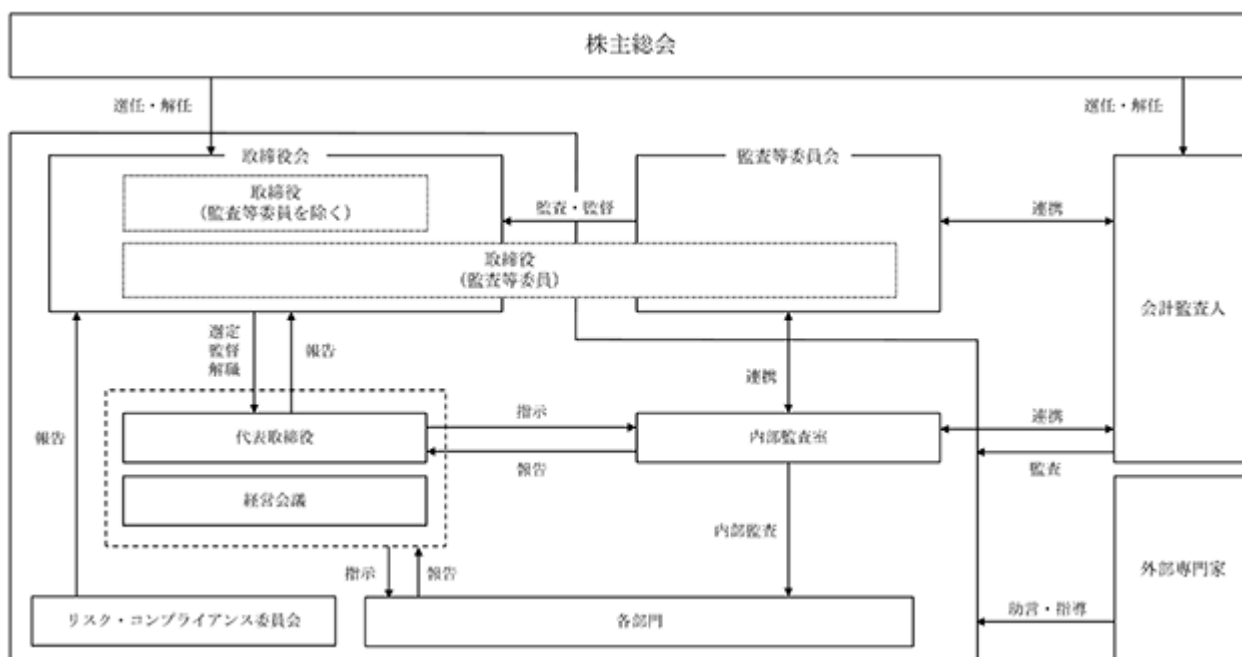 株主総会
選任・解任
選任・解任
取締役会
監査等委員会
取締役
(監査等委員を除く)
監査・監督
連携
取締役
(監査等委員)
会計監査人
選定
監督
解職
報告
連携
報告
代表取締役
指示
報告
内部監査室
連携
監査
経営会議
内部監査
指示
報告
外部専門家
リスク・コンプライアンス委員会
各部門
助言・指導